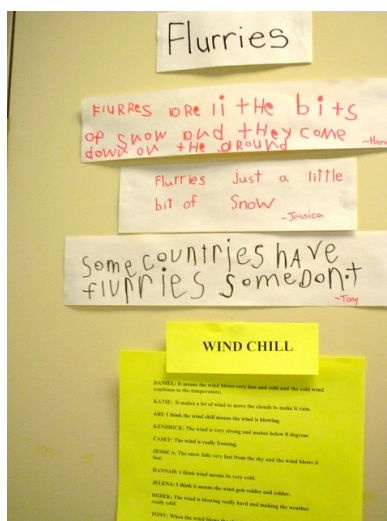 Flurries
FlURRES ARE li tHe bits
OF SNOW AND tHEY COME
DOWN ON tHE GROUND
Flurries just a little
bit of Snow
~Jessica
Some countries HAVE
flurries SomeDon't
~Tony
WIND CHILL
DANIEL: It means the wind blows very fast and cold and the cold wind
combines to the temperature.
KATIE: It makes a lot of wind to move the clouds to make it rain.
ARI: I think the wind chill means the wind is blowing.
KENDRICK: The wind is very strong and makes below 0 degrees
CASEY: The wind is really freezing.
JESSICA: The snow falls very fast from the sky and the wind blows it
fast.
HANNAH: I think wind means its very cold.
JELENA: I think it means the wind gets colder and colder.
DEREK: The wind is blowing really hard and making the weather
really cold.
TONY: When the wind blows the